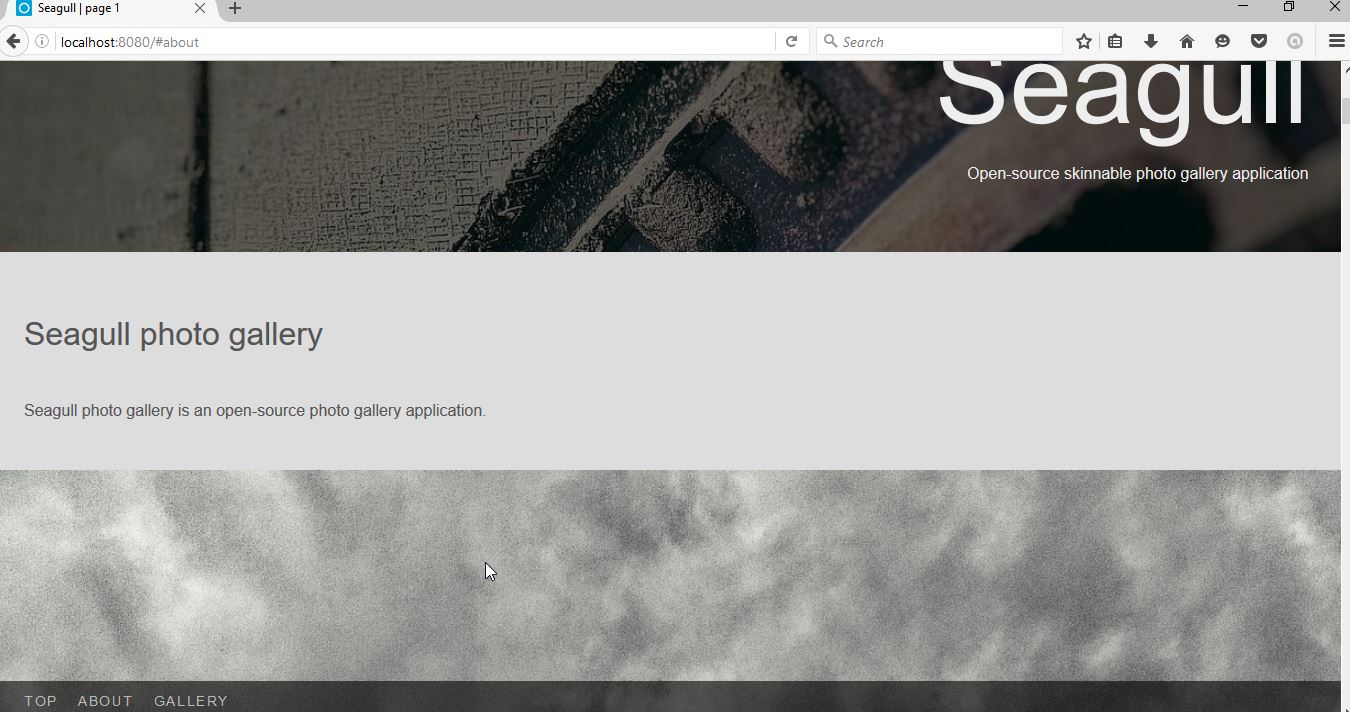 Seagull | page 1
localhost:8080/#about
Search
Seagull
Open-source skinnable photo gallery application
Seagull photo gallery
Seagull photo gallery is an open-source photo gallery application.
TOP ABOUT GALLERY